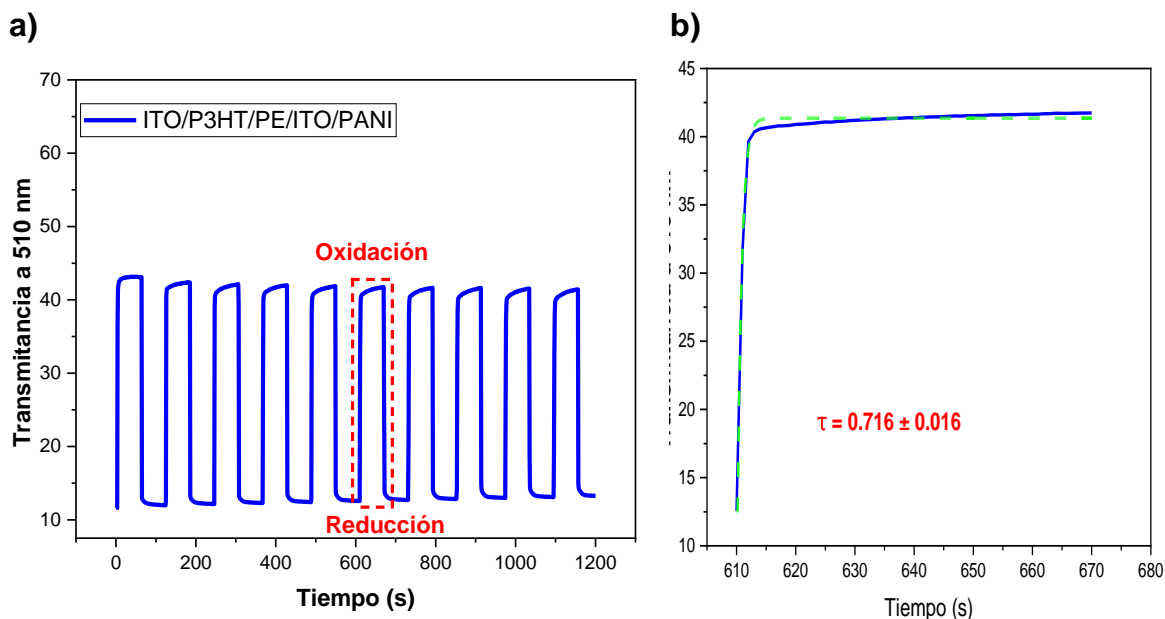 a)
Transmitancia a 510 nm
70
60
50
40
30
20
10
ITO/P3HT/PE/ITO/PANI
Oxidación
Reducción
0 200 400 600 800 1000 1200
Tiempo (s)
b)
45
40
35
30
25
20
15
10
τ = 0.716 ± 0.016
610 620 630 640 650 660 670 680
Tiempo (s)